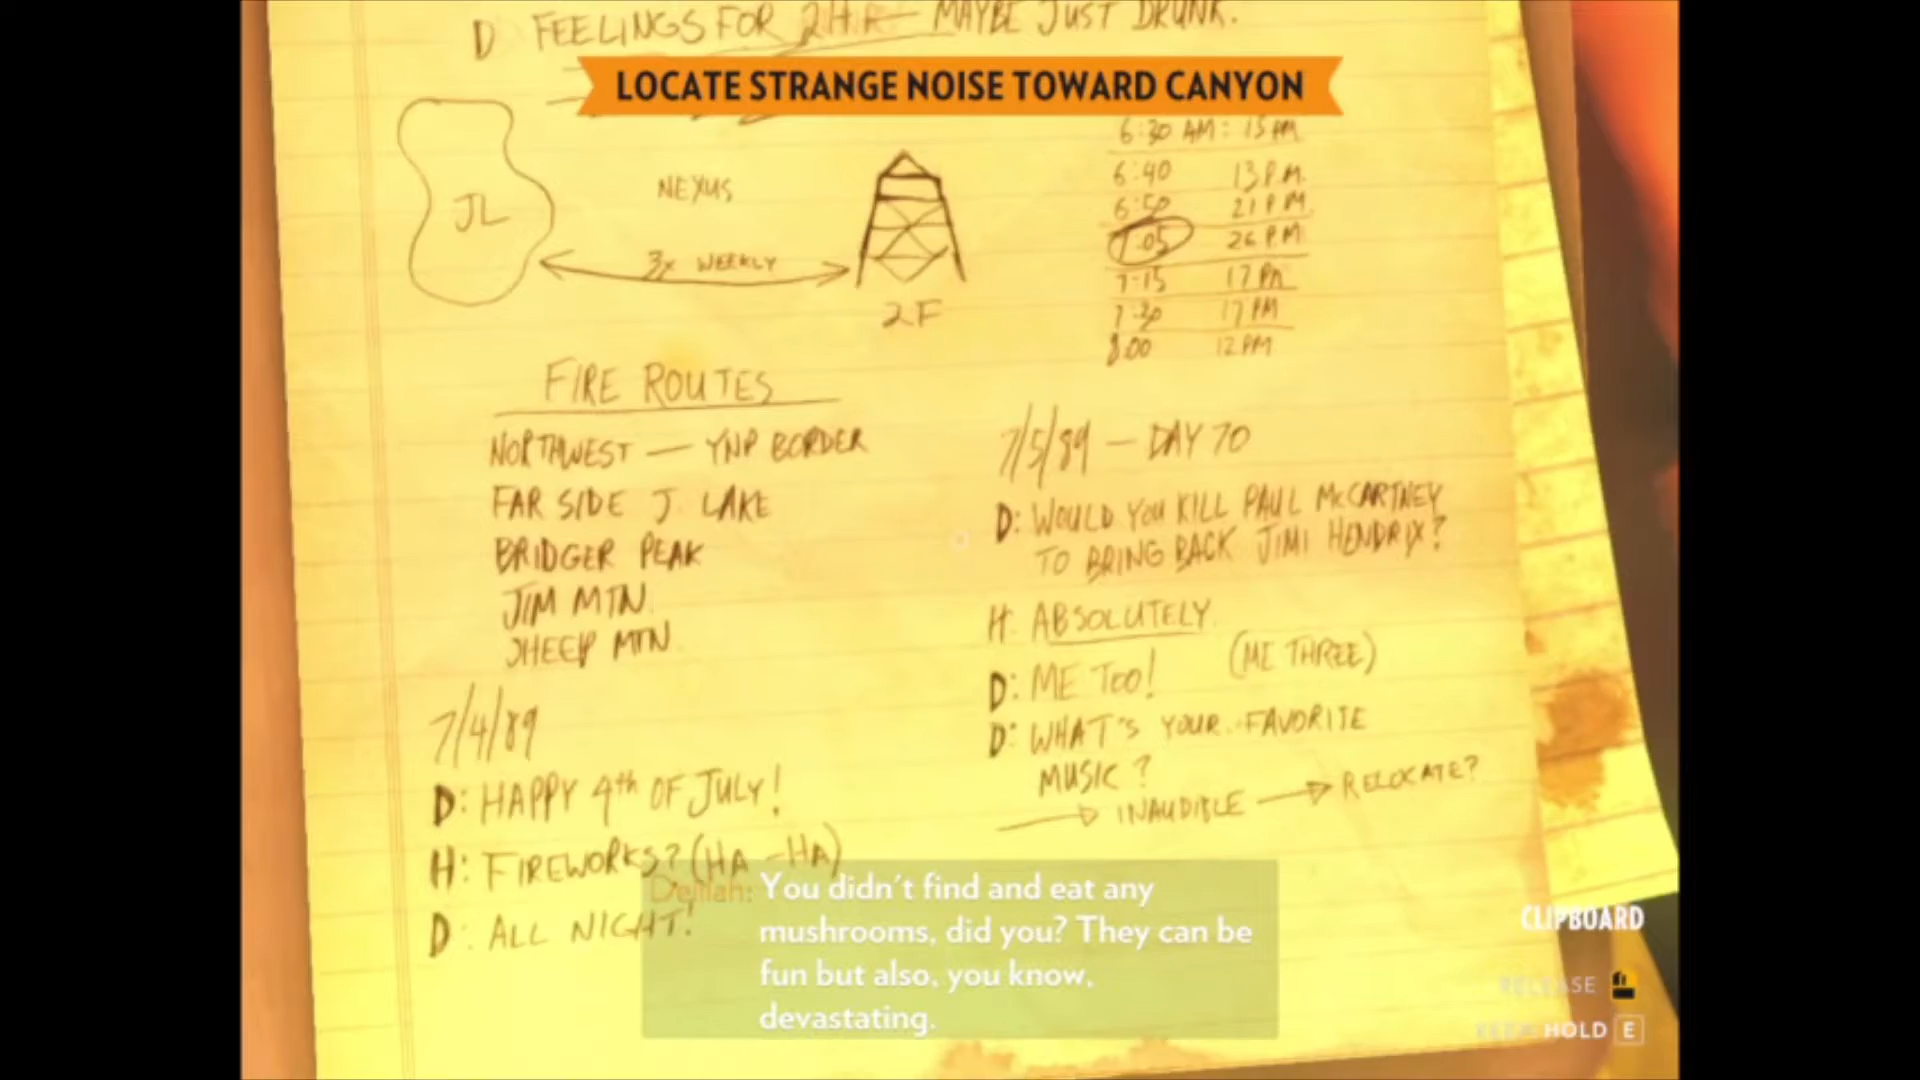 D FEELINGS FOR 2H.F— MAYBE JUST DRUNK.
LOCATE STRANGE NOISE TOWARD CANYON
JL
NEXUS
3x WEEKLY
2F
6:30 AM: 15 PM
6:40 13 P.M.
6:50 21 P.M.
7:05 26 P.M
7:15 17 PM
7:30 17 PM
8:00 12 PM
FIRE ROUTES
NORTHWEST — YNP BORDER
FAR SIDE J. LAKE
BRIDGER PEAK
JIM MTN.
SHEEP MTN.
7/4/89
D: HAPPY 4th OF JULY!
H: FIREWORKS? (HA-HA)
D: ALL NIGHT!
7/5/89 — DAY 70
D: WOULD YOU KILL PAUL McCARTNEY
TO BRING BACK JIMI HENDRIX?
H: ABSOLUTELY.
D: ME TOO! (ME THREE)
D: WHAT'S YOUR FAVORITE
MUSIC?
INAUDIBLE → RELOCATE?
Delilah: You didn't find and eat any
mushrooms, did you? They can be
fun but also, you know,
devastating.
CLIPBOARD
RELEASE
HOLD E